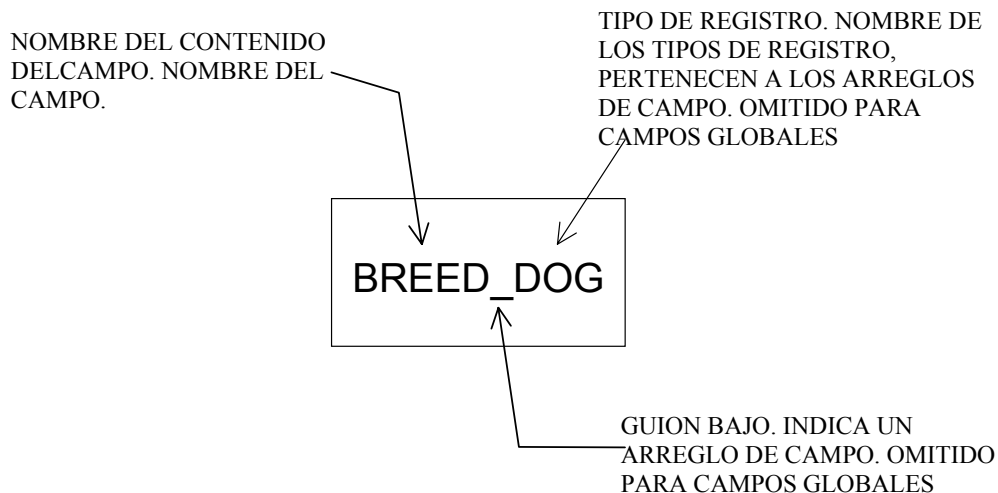 NOMBRE DEL CONTENIDO
DELCAMPO. NOMBRE DEL
CAMPO.
TIPO DE REGISTRO. NOMBRE DE
LOS TIPOS DE REGISTRO,
PERTENECEN A LOS ARREGLOS
DE CAMPO. OMITIDO PARA
CAMPOS GLOBALES
BREED_DOG
GUION BAJO. INDICA UN
ARREGLO DE CAMPO. OMITIDO
PARA CAMPOS GLOBALES